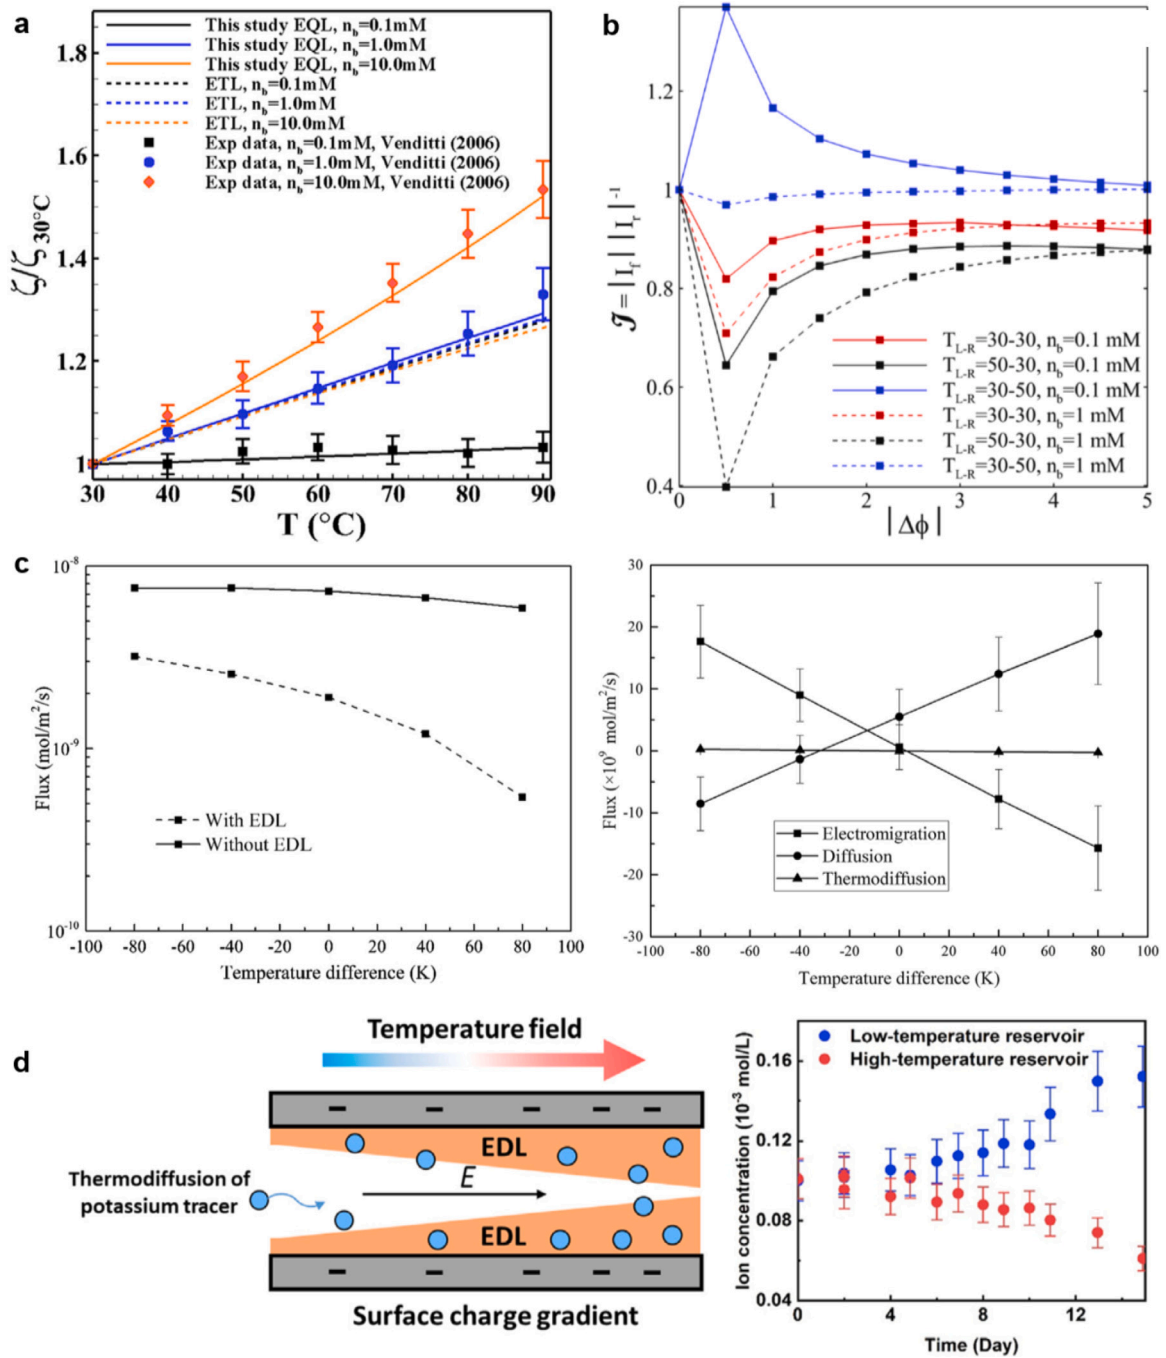 a
This study EQL, n_b=0.1mM
This study EQL, n_b=1.0mM
This study EQL, n_b=10.0mM
ETL, n_b=0.1mM
ETL, n_b=1.0mM
ETL, n_b=10.0mM
Exp data, n_b=0.1mM, Venditti (2006)
Exp data, n_b=1.0mM, Venditti (2006)
Exp data, n_b=10.0mM, Venditti (2006)
ζ/ζ30°C
1.8
1.6
1.4
1.2
1
30 40 50 60 70 80 90
T (°C)
b
𝒥 = |I_f| |I_r|^-1
1.2
1
0.8
0.6
0.4
T_L-R=30-30, n_b=0.1 mM
T_L-R=50-30, n_b=0.1 mM
T_L-R=30-50, n_b=0.1 mM
T_L-R=30-30, n_b=1 mM
T_L-R=50-30, n_b=1 mM
T_L-R=30-50, n_b=1 mM
0 1 2 3 4 5
|Δϕ|
c
10^-8
10^-9
10^-10
Flux (mol/m²/s)
With EDL
Without EDL
-100 -80 -60 -40 -20 0 20 40 60 80 100
Temperature difference (K)
30
20
10
0
-10
-20
-30
Flux (×10^9 mol/m²/s)
Electromigration
Diffusion
Thermodiffusion
-100 -80 -60 -40 -20 0 20 40 60 80 100
Temperature difference (K)
d
Temperature field
EDL
Thermodiffusion of
potassium tracer
E
EDL
Surface charge gradient
Low-temperature reservoir
High-temperature reservoir
0.16
0.12
0.08
0.04
Ion concentration (10^-3 mol/L)
0 4 8 12
Time (Day)